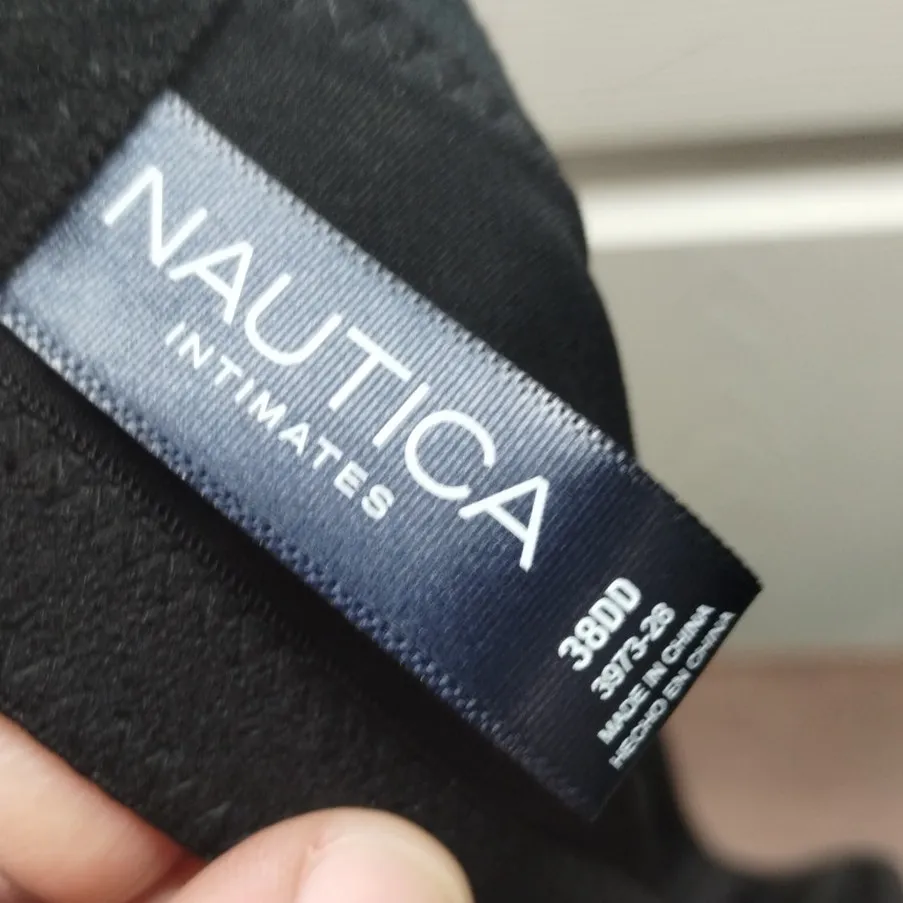 NAUTICA
INTIMATES
38DD
3973-26
MADE IN CHINA
HECHO EN CHINA